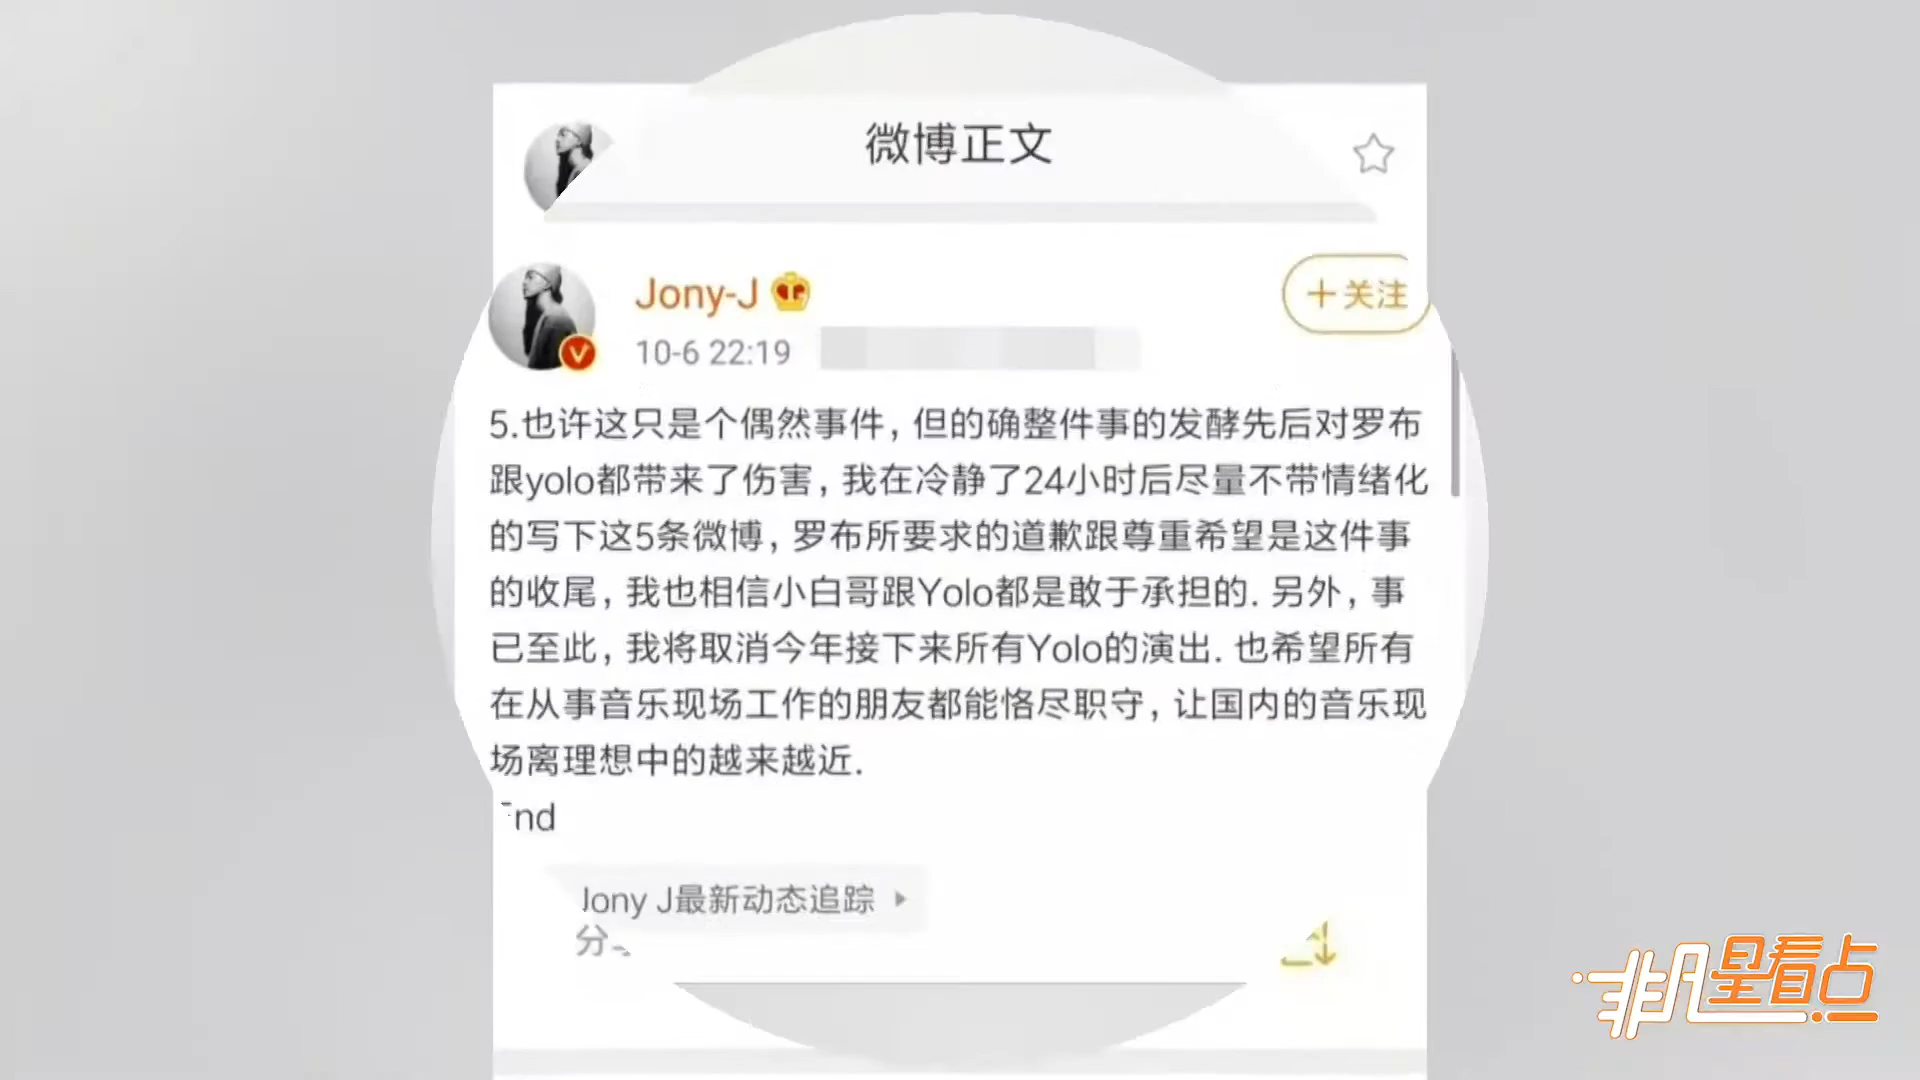 微博正文
Jony-J
+关注
10-6 22:19
5.也许这只是个偶然事件，但的确整件事的发酵先后对罗布
跟yolo都带来了伤害，我在冷静了24小时后尽量不带情绪化
的写下这5条微博，罗布所要求的道歉跟尊重希望是这件事
的收尾，我也相信小白哥跟Yolo都是敢于承担的. 另外，事
已至此，我将取消今年接下来所有Yolo的演出. 也希望所有
在从事音乐现场工作的朋友都能恪尽职守，让国内的音乐现
场离理想中的越来越近.
End
Jony J最新动态追踪
分
非凡星看点